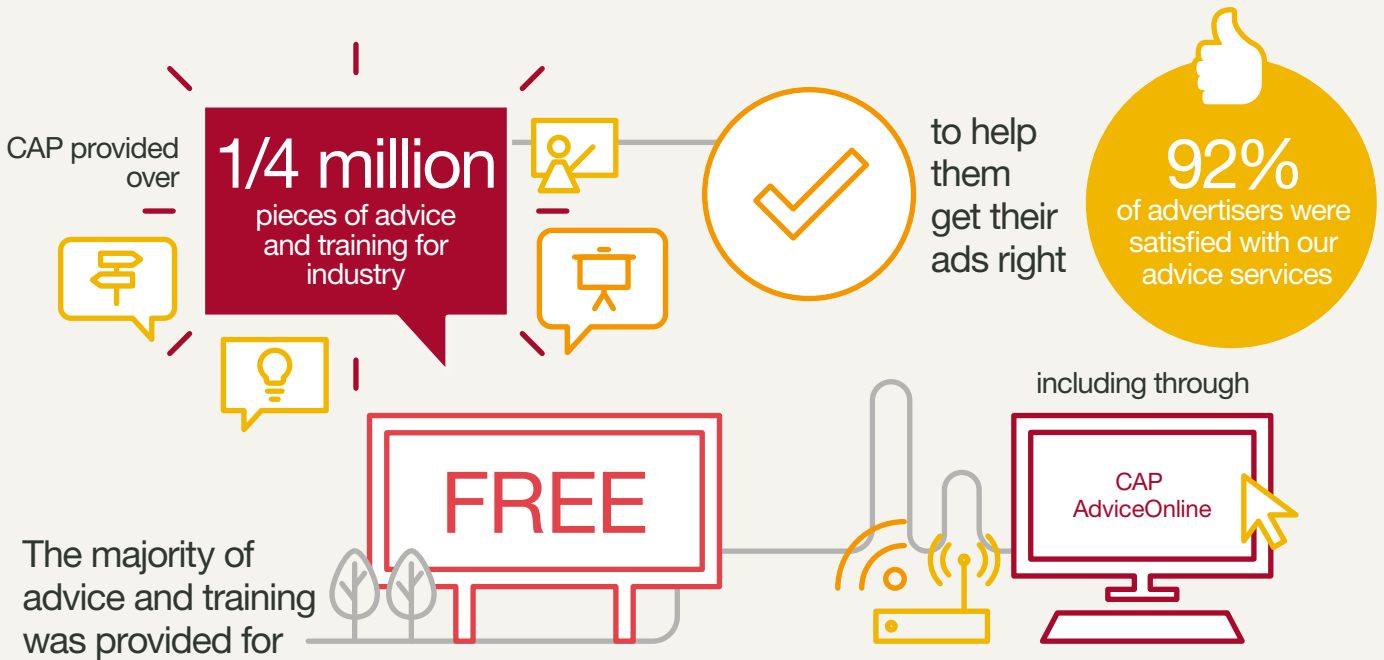 CAP provided
over
1/4 million
pieces of advice
and training for
industry
to help
them
get their
ads right
92%
of advertisers were
satisfied with our
advice services
The majority of
advice and training
was provided for
FREE
including through
CAP
AdviceOnline